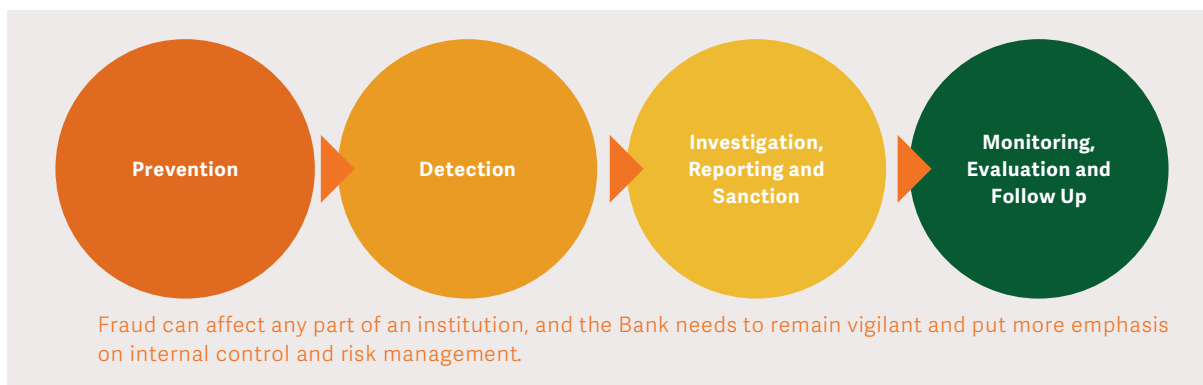 Prevention
Detection
Investigation,
Reporting and
Sanction
Monitoring,
Evaluation and
Follow Up
Fraud can affect any part of an institution, and the Bank needs to remain vigilant and put more emphasis
on internal control and risk management.